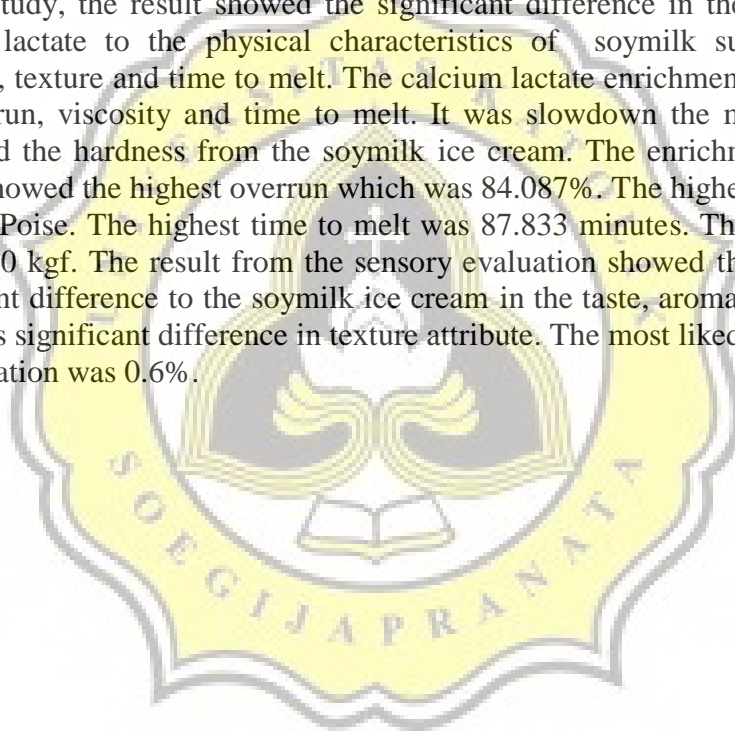 tudy, the result showed the significant difference in the
lactate to the physical characteristics of soymilk su
, texture and time to melt. The calcium lactate enrichmen
run, viscosity and time to melt. It was slowdown the
d the hardness from the soymilk ice cream. The enrichr
howed the highest overrun which was 84.087%. The highe
Poise. The highest time to melt was 87.833 minutes. Th
0 kgf. The result from the sensory evaluation showed th
nt difference to the soymilk ice cream in the taste, aroma
s significant difference in texture attribute. The most liked
ation was 0.6%.
SOEGIJAPRANATA